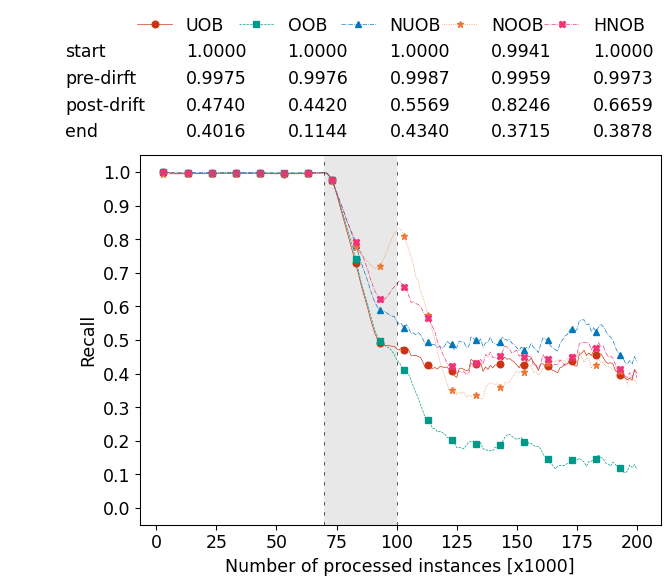 UOB OOB NUOB NOOB HNOB
start 1.0000 1.0000 1.0000 0.9941 1.0000
pre-dirft 0.9975 0.9976 0.9987 0.9959 0.9973
post-drift 0.4740 0.4420 0.5569 0.8246 0.6659
end 0.4016 0.1144 0.4340 0.3715 0.3878
1.0
0.9
0.8
0.7
0.6
0.5
0.4
0.3
0.2
0.1
0.0
Recall
0 25 50 75 100 125 150 175 200
Number of processed instances [x1000]